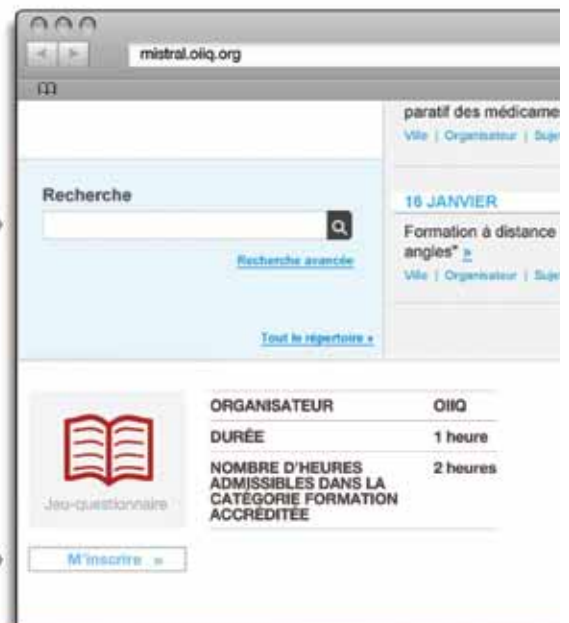 mistral.oiiq.org
paratif des médicame
Ville | Organisateur | Suje
Recherche
Recherche avancée
Tout le répertoire »
16 JANVIER
Formation à distance
angles" »
Ville | Organisateur | Suje
Jeu-questionnaire
ORGANISATEUR OIIQ
DURÉE 1 heure
NOMBRE D'HEURES 2 heures
ADMISSIBLES DANS LA
CATÉGORIE FORMATION
ACCRÉDITÉE
M'inscrire »